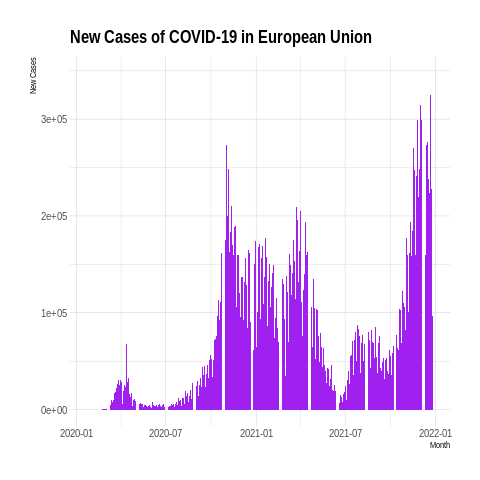 New Cases of COVID-19 in European Union
New Cases
3e+05
2e+05
1e+05
0e+00
2020-01 2020-07 2021-01 2021-07 2022-01
Month